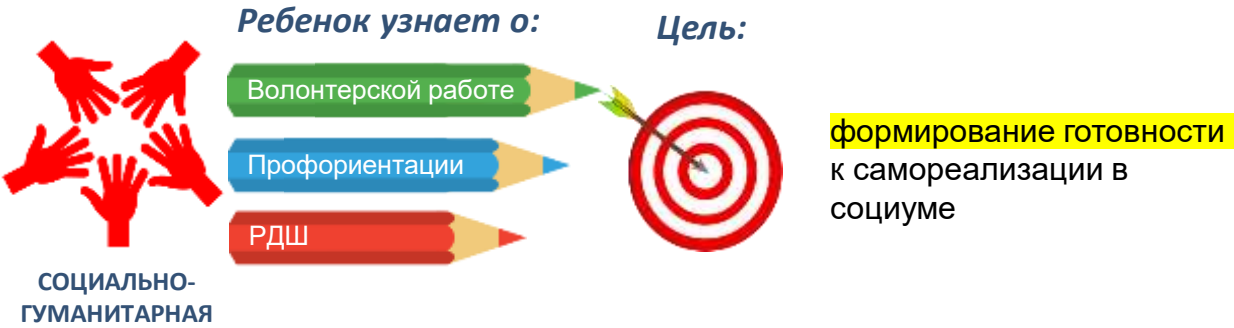 Ребенок узнает о:
Цель:
Волонтерской работе
Профориентации
РДШ
формирование готовности
к самореализации в
социуме
СОЦИАЛЬНО-
ГУМАНИТАРНАЯ